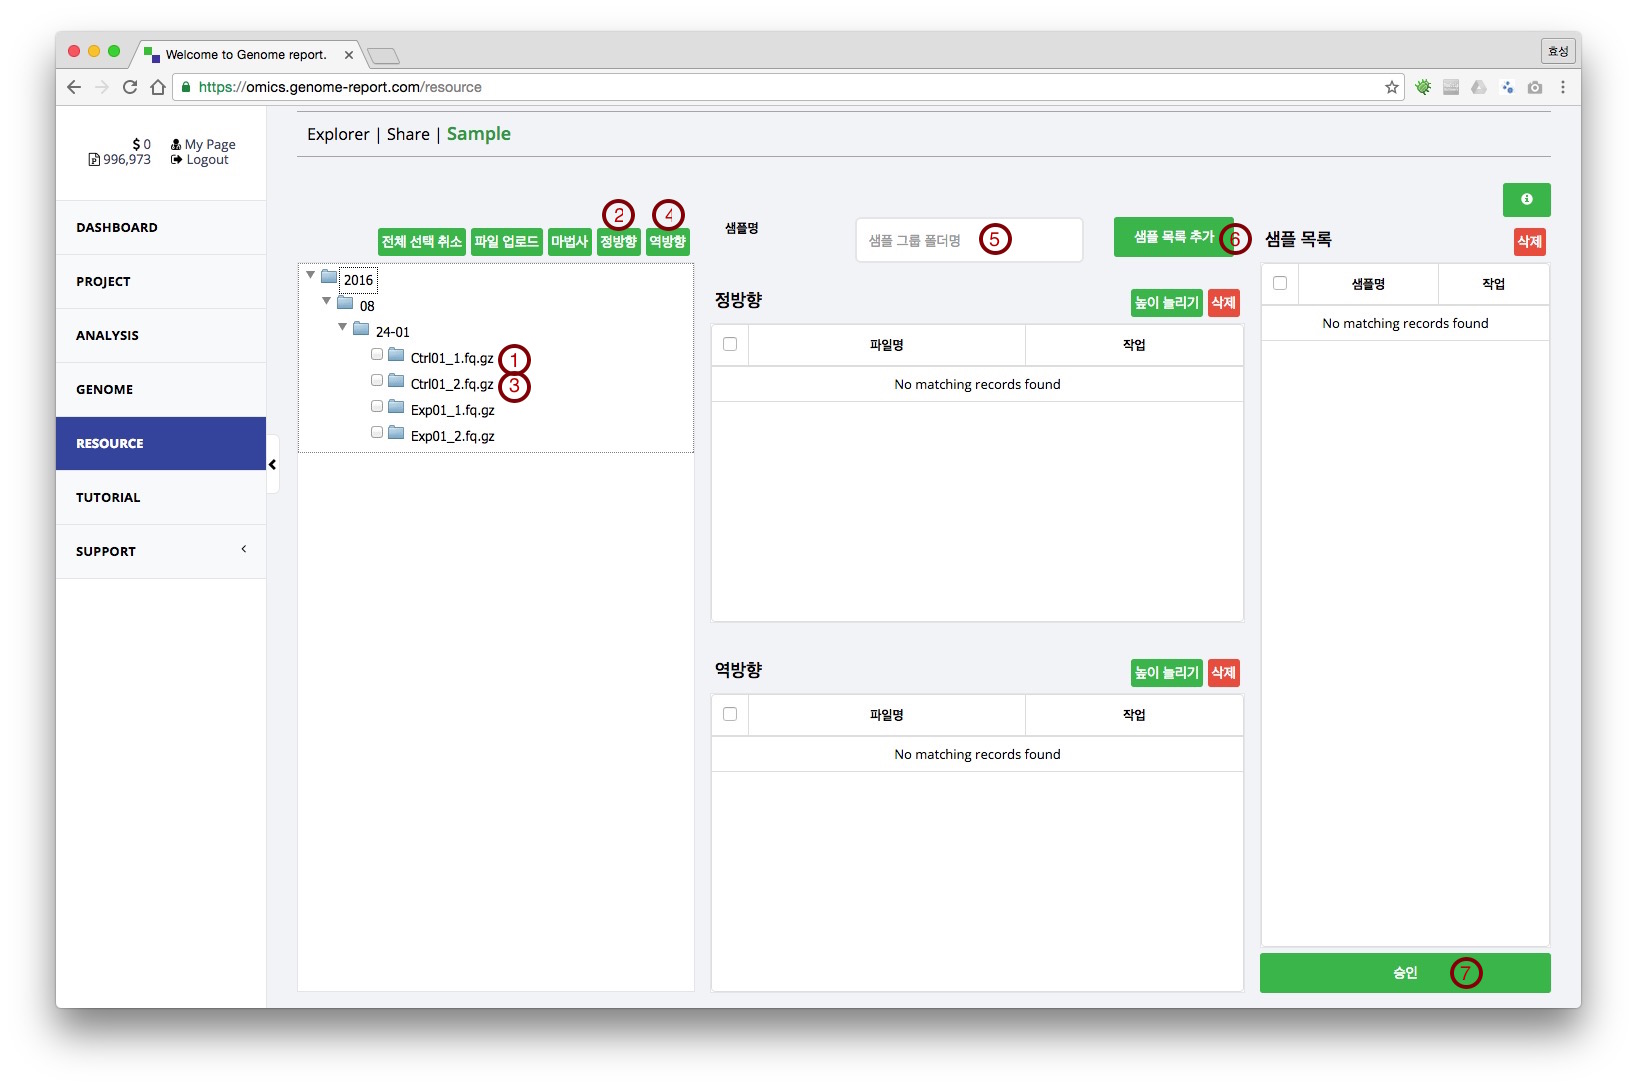 Welcome to Genome report.
효성
https://omics.genome-report.com/resource
$ 0
My Page
996,973
Logout
DASHBOARD
PROJECT
ANALYSIS
GENOME
RESOURCE
TUTORIAL
SUPPORT
Explorer | Share | Sample
2
4
전체 선택 취소
파일 업로드
마법사
정방향
역방향
2016
08
24-01
Ctrl01_1.fq.gz
1
Ctrl01_2.fq.gz
3
Exp01_1.fq.gz
Exp01_2.fq.gz
샘플명
샘플 그룹 폴더명
5
샘플 목록 추가
6
정방향
높이 늘리기
삭제
파일명
작업
No matching records found
역방향
높이 늘리기
삭제
파일명
작업
No matching records found
샘플 목록
삭제
샘플명
작업
No matching records found
승인
7